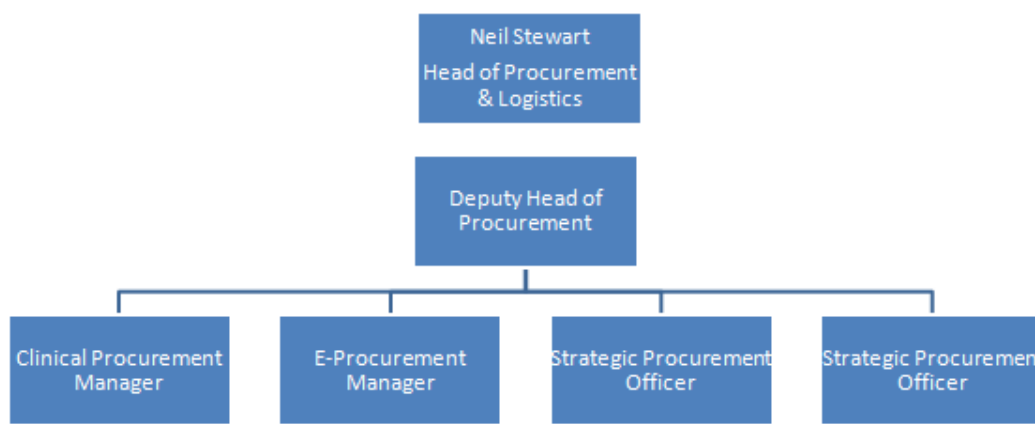 Neil Stewart
Head of Procurement
& Logistics
Deputy Head of
Procurement
Clinical Procurement
Manager
E-Procurement
Manager
Strategic Procurement
Officer
Strategic Procuremen
Officer